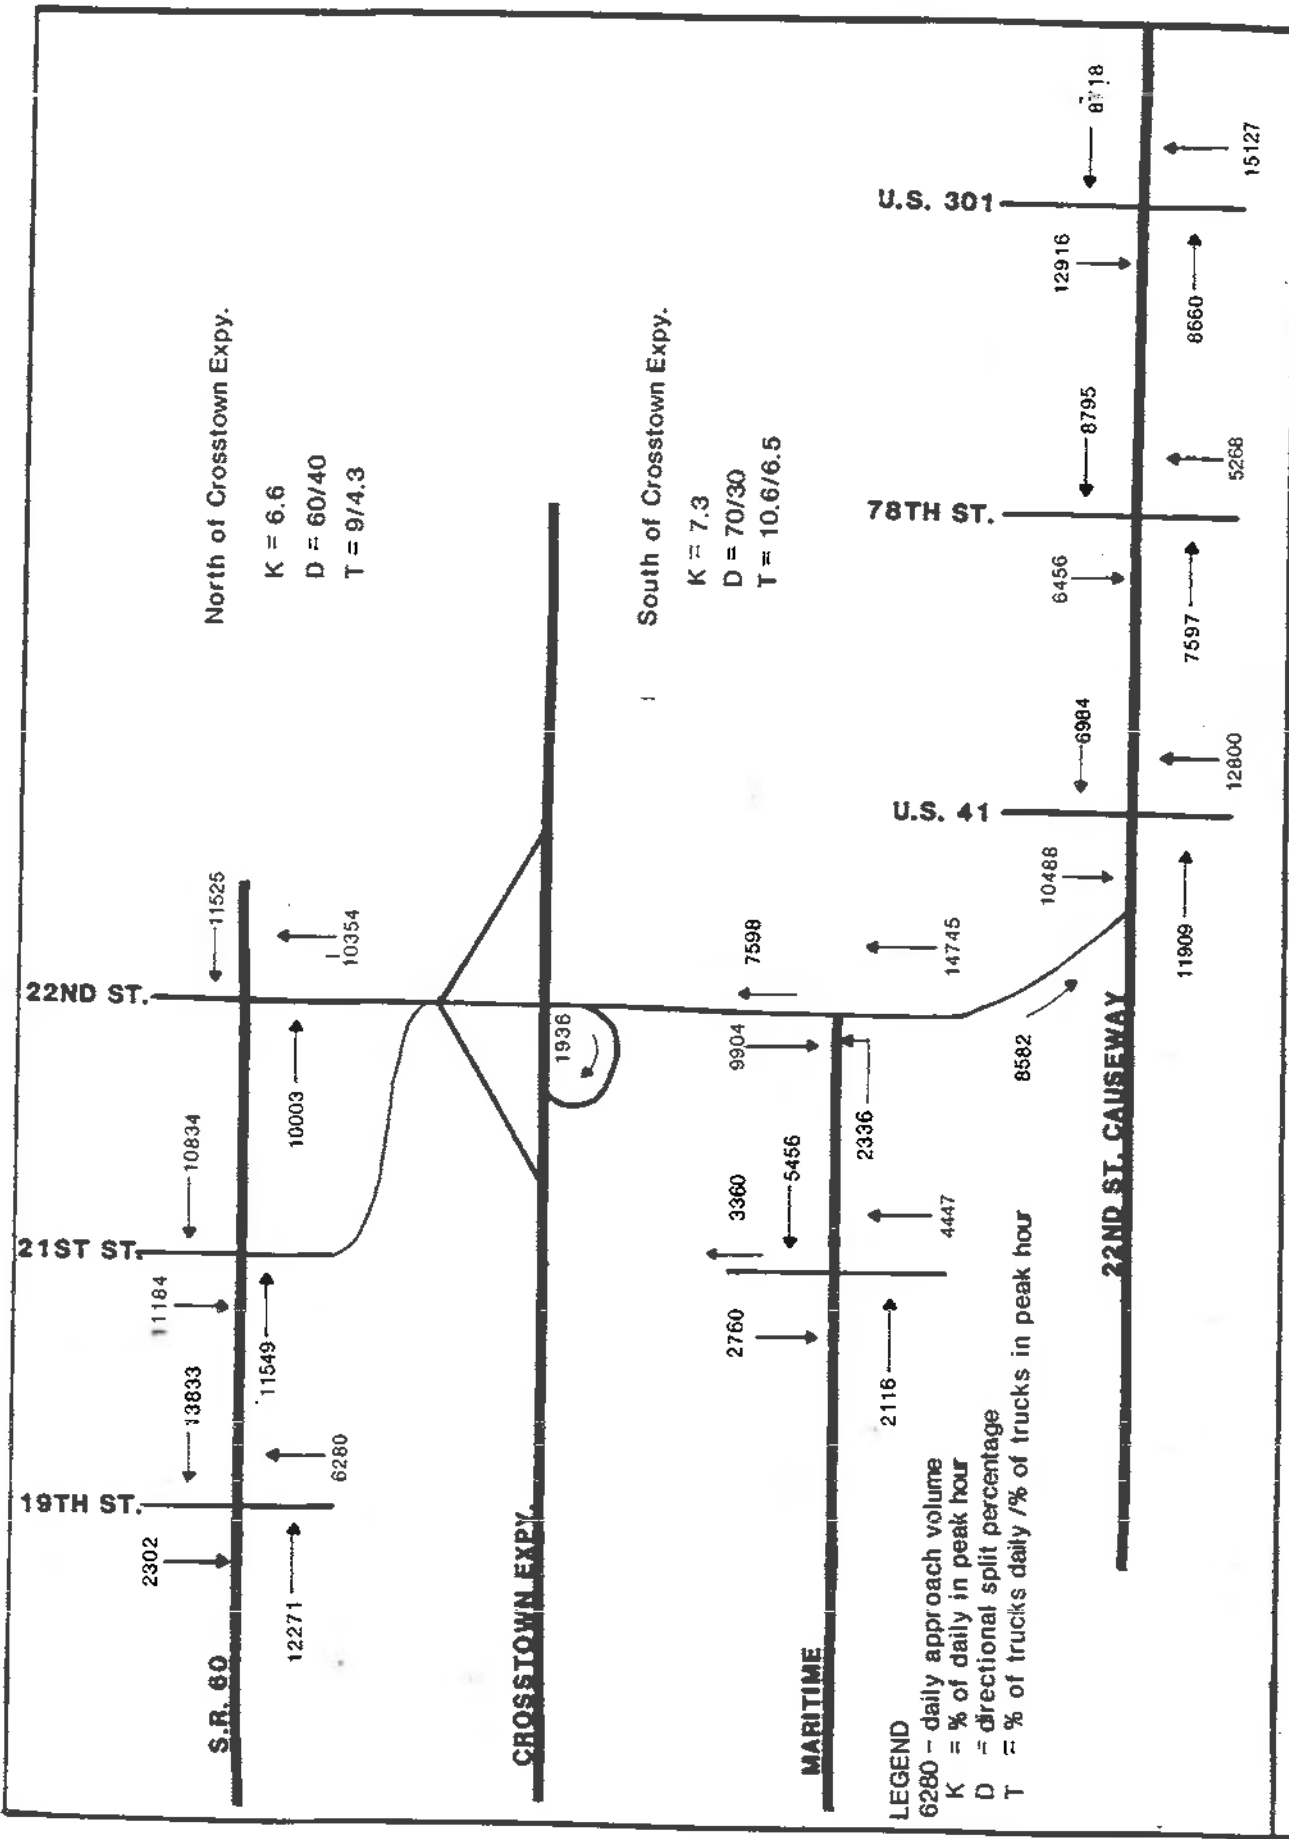 22ND ST.
11525
10354
10003
21ST ST.
10834
11184
11549
19TH ST.
13833
6280
2302
12271
S.R. 60
North of Crosstown Expy.
K = 6.6
D = 60/40
T = 9/4.3
CROSSTOWN EXPY.
1936
South of Crosstown Expy.
K = 7.3
D = 70/30
T = 10.6/6.5
7598
14745
9904
2336
8582
3360
5456
4447
2760
2116
MARITIME
U.S. 301
15127
12916
8660
78TH ST.
8795
5268
6456
7597
U.S. 41
6984
12800
10488
11909
22ND ST. CAUSEWAY
LEGEND
6280 - daily approach volume
K = % of daily in peak hour
D = directional split percentage
T = % of trucks daily /% of trucks in peak hour